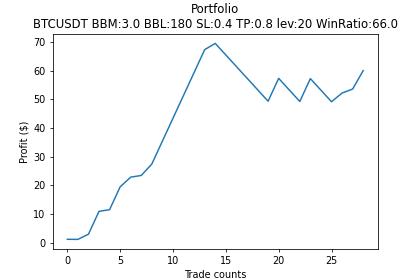 Portfolio
BTCUSDT BBM:3.0 BBL:180 SL:0.4 TP:0.8 lev:20 WinRatio:66.0
70
60
50
40
30
20
10
0
Profit ($)
0 5 10 15 20 25
Trade counts